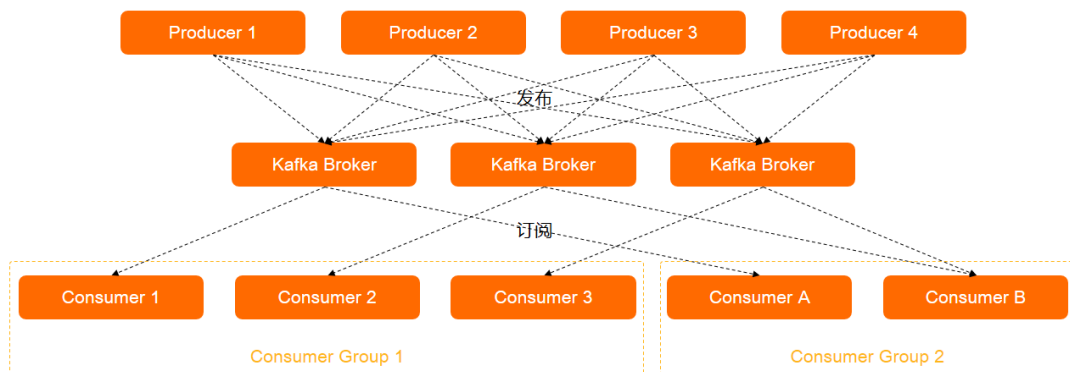 Producer 1
Producer 2
Producer 3
Producer 4
发布
Kafka Broker
Kafka Broker
Kafka Broker
订阅
Consumer 1
Consumer 2
Consumer 3
Consumer A
Consumer B
Consumer Group 1
Consumer Group 2